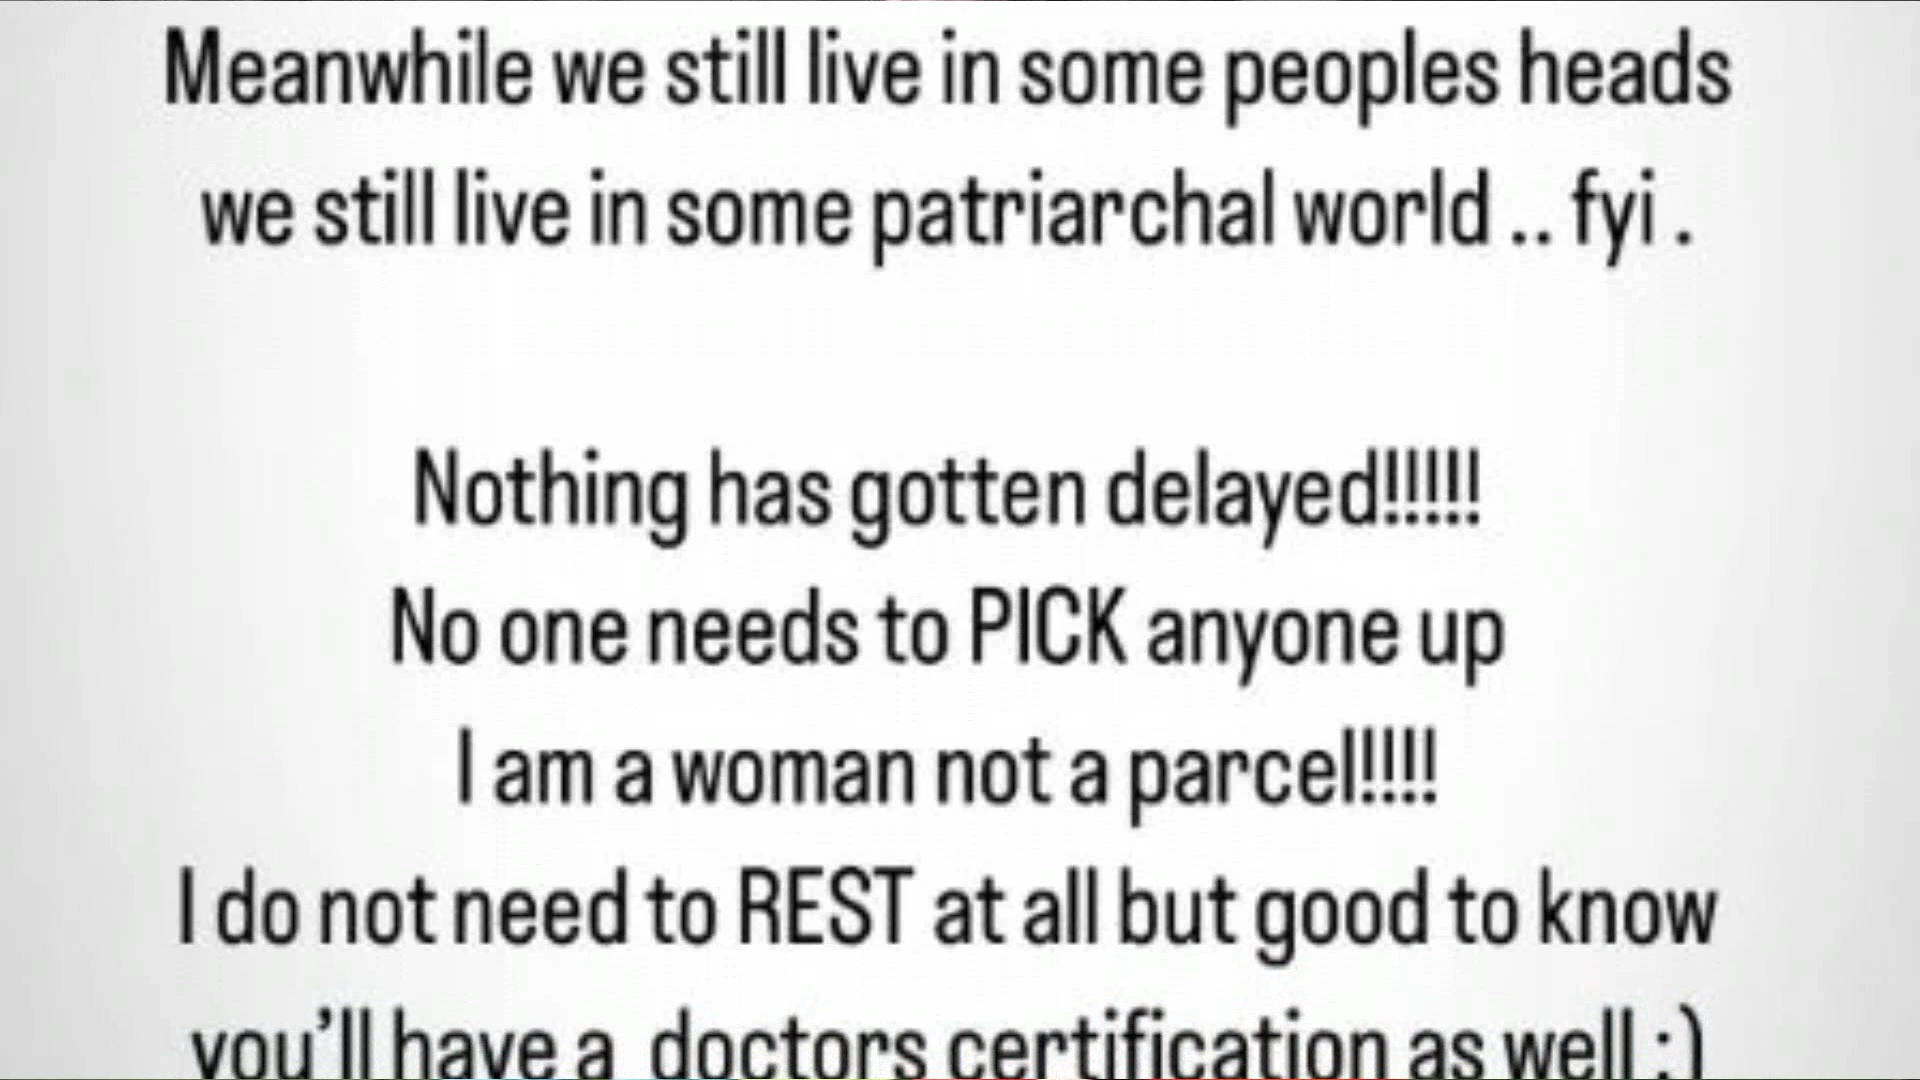 Meanwhile we still live in some peoples heads
we still live in some patriarchal world .. fyi .
Nothing has gotten delayed!!!!!
No one needs to PICK anyone up
I am a woman not a parcel!!!!
I do not need to REST at all but good to know
you'll have a doctors certification as well :)